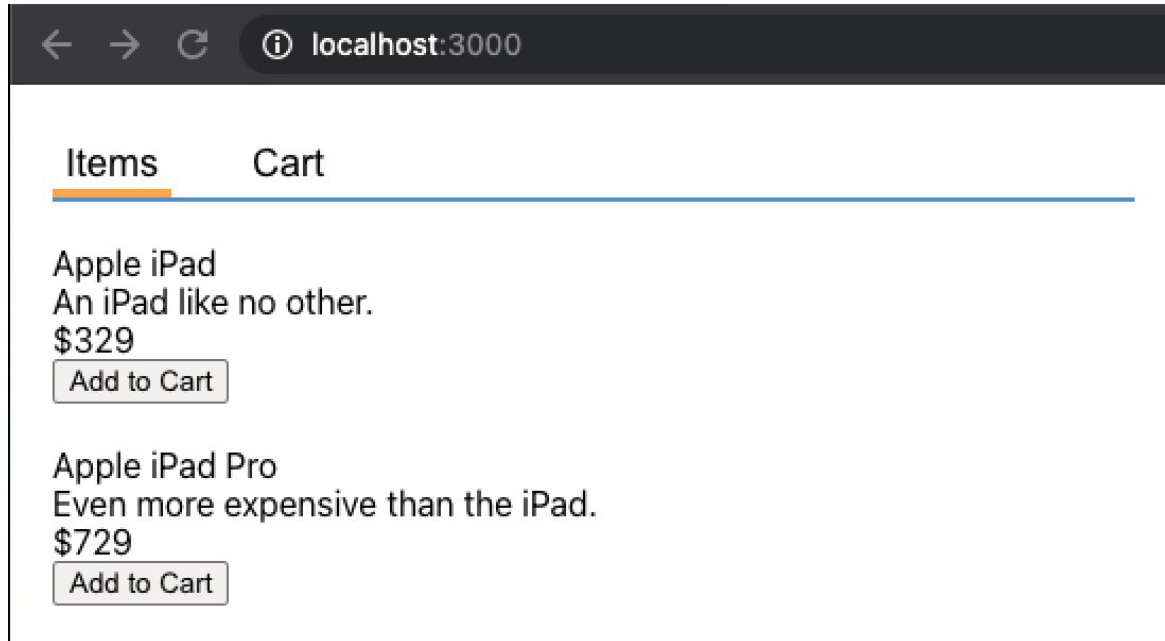 localhost:3000
Items Cart
Apple iPad
An iPad like no other.
$329
Add to Cart
Apple iPad Pro
Even more expensive than the iPad.
$729
Add to Cart